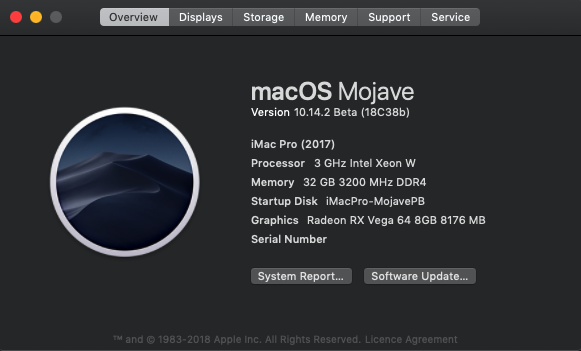 Overview Displays Storage Memory Support Service
macOS Mojave
Version 10.14.2 Beta (18C38b)
iMac Pro (2017)
Processor 3 GHz Intel Xeon W
Memory 32 GB 3200 MHz DDR4
Startup Disk iMacPro-MojavePB
Graphics Radeon RX Vega 64 8GB 8176 MB
Serial Number
System Report... Software Update...
™ and © 1983-2018 Apple Inc. All Rights Reserved. Licence Agreement